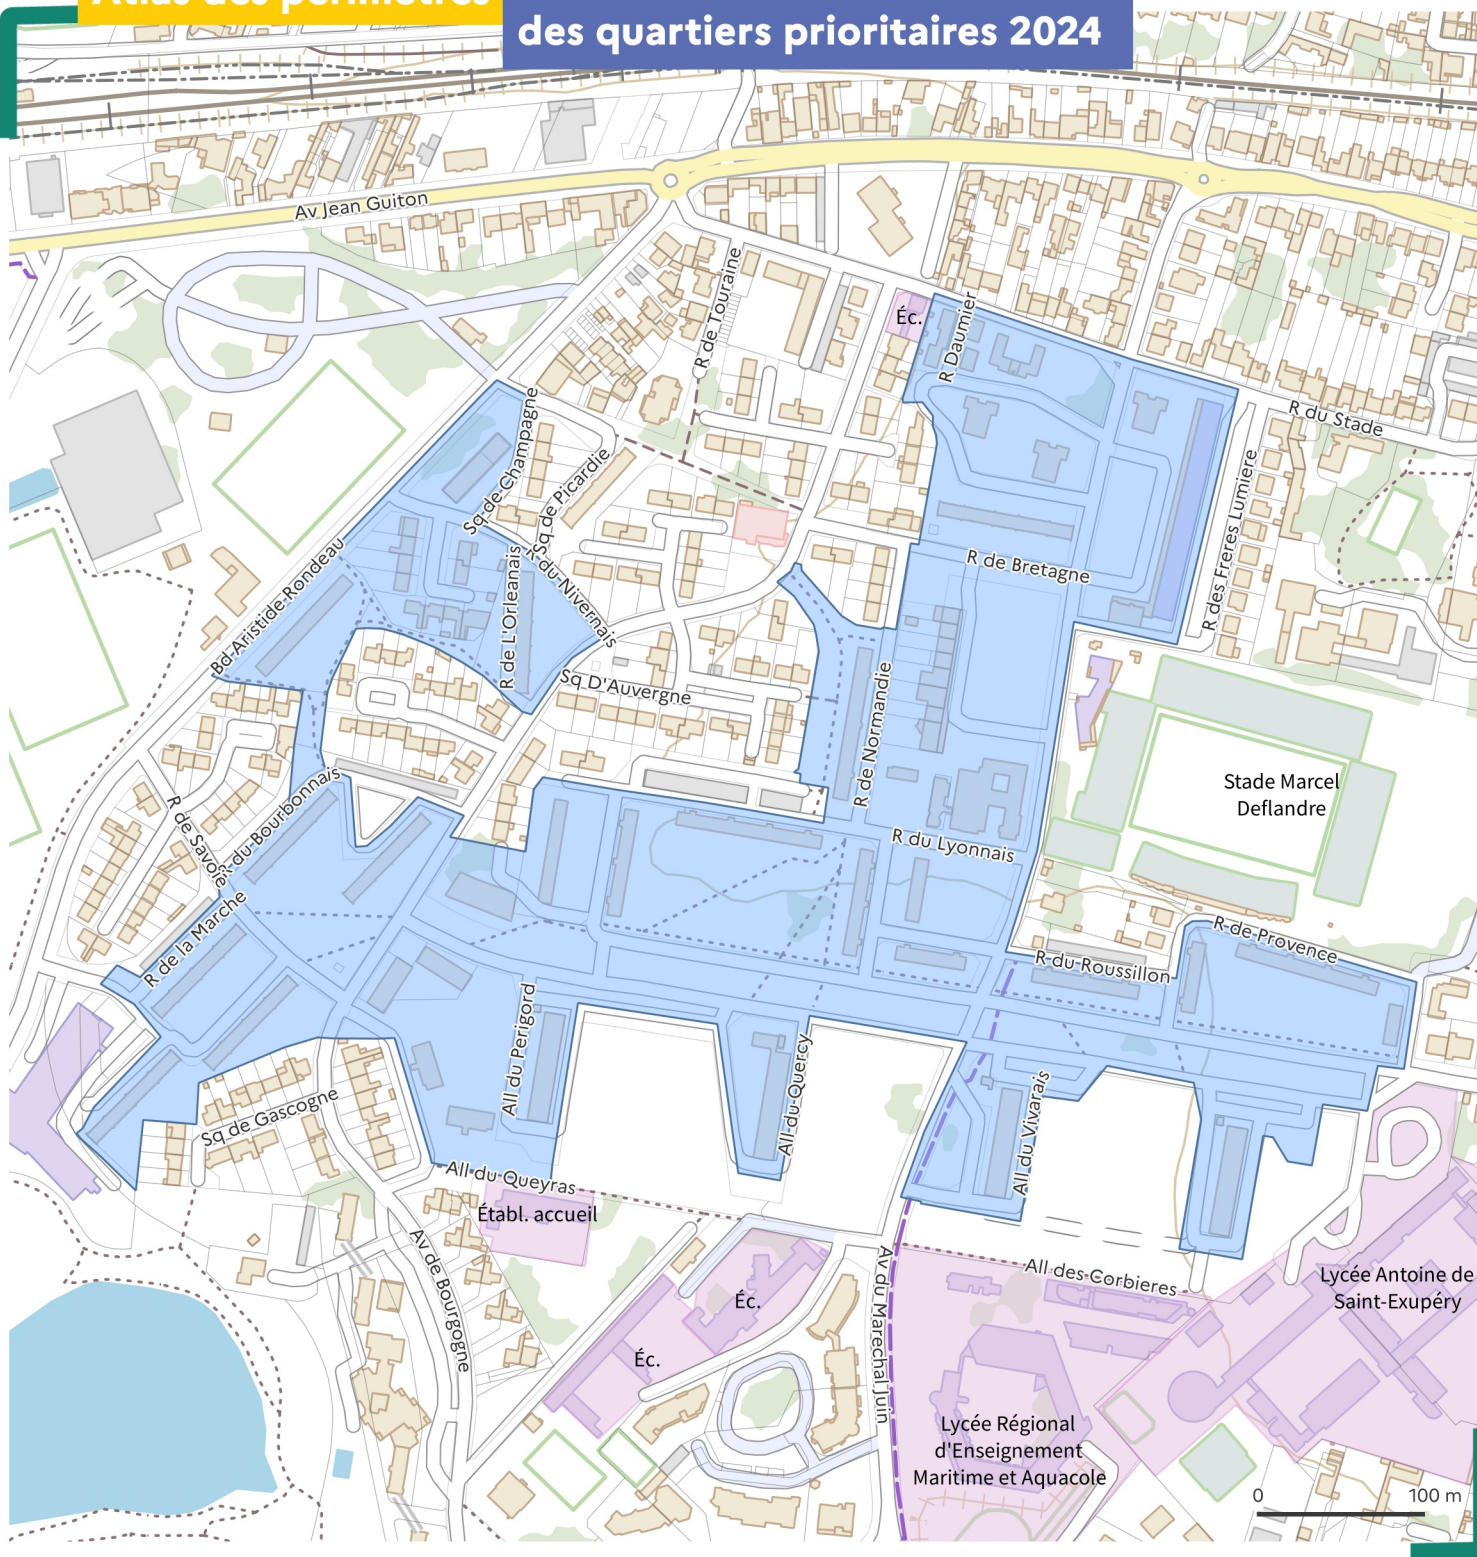 Atlas des périmètres
des quartiers prioritaires 2024
Av Jean Guiton
R de Touraine
Éc.
R Daumier
R du Stade
Sq de Champagne
Sq de Picardie
R des Freres Lumiere
Bd Aristide Rondeau
R de L'Orleanais
R du Nivernais
R de Bretagne
Sq D'Auvergne
R de Normandie
Stade Marcel
Deflandre
R du Bourbonnais
R de Savoie
R du Lyonnais
R de la Marche
R de Provence
R du Roussillon
All du Perigord
All du Quercy
All du Vivarais
Sq de Gascogne
All du Queyras
Établ. accueil
Av de Bourgogne
Éc.
Éc.
Av du Marechal Juin
All des Corbieres
Lycée Antoine de
Saint-Exupéry
Lycée Régional
d'Enseignement
Maritime et Aquacole
0 100 m